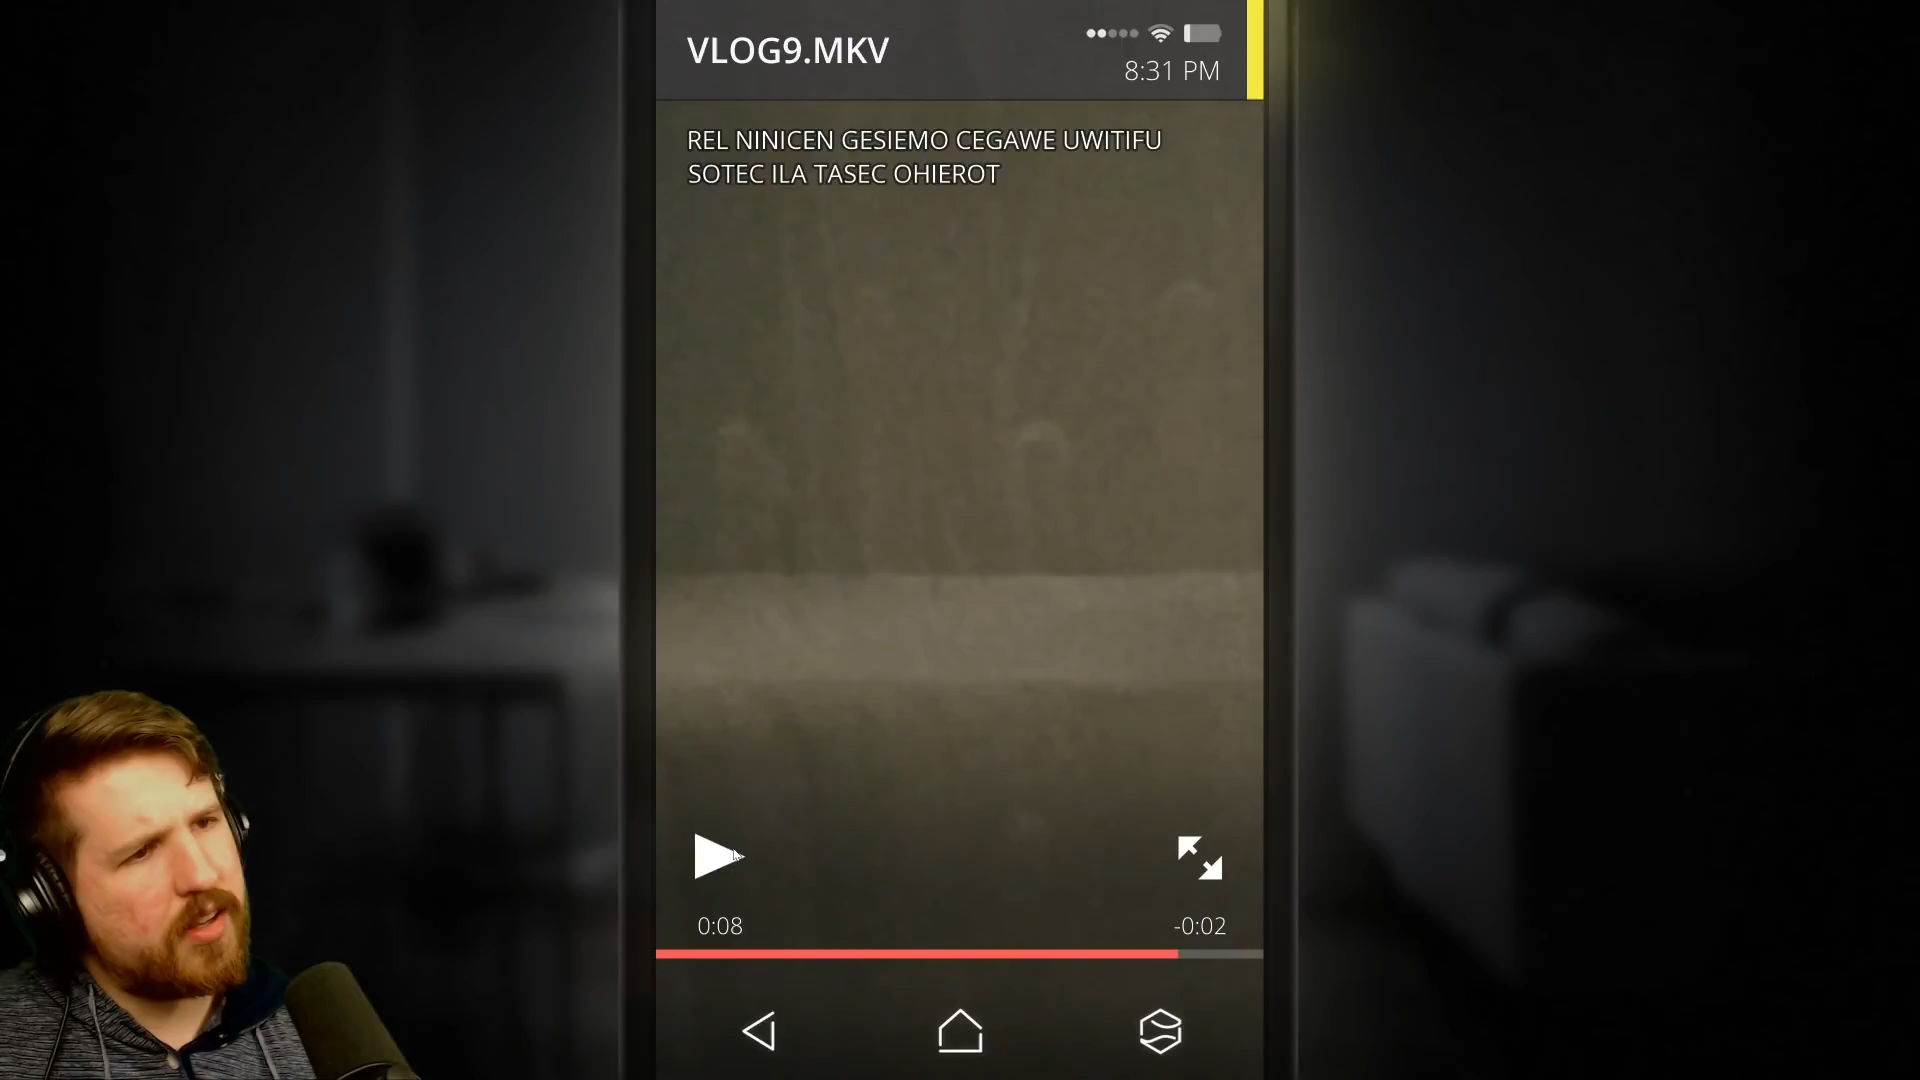 VLOG9.MKV
8:31 PM
REL NINICEN GESIEMO CEGAWE UWITIFU
SOTEC ILA TASEC OHIEROT
0:08
-0:02